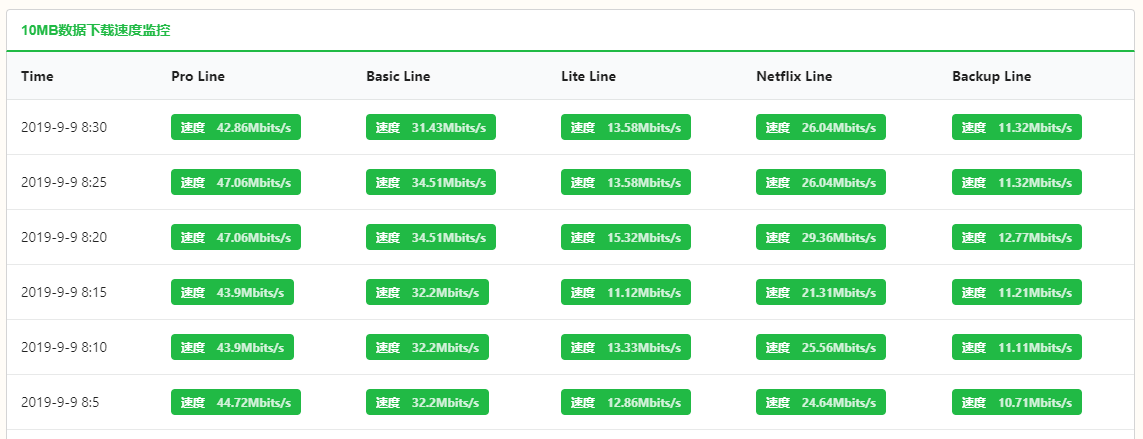 10MB数据下载速度监控
Time Pro Line Basic Line Lite Line Netflix Line Backup Line
2019-9-9 8:30 速度 42.86Mbits/s 速度 31.43Mbits/s 速度 13.58Mbits/s 速度 26.04Mbits/s 速度 11.32Mbits/s
2019-9-9 8:25 速度 47.06Mbits/s 速度 34.51Mbits/s 速度 13.58Mbits/s 速度 26.04Mbits/s 速度 11.32Mbits/s
2019-9-9 8:20 速度 47.06Mbits/s 速度 34.51Mbits/s 速度 15.32Mbits/s 速度 29.36Mbits/s 速度 12.77Mbits/s
2019-9-9 8:15 速度 43.9Mbits/s 速度 32.2Mbits/s 速度 11.12Mbits/s 速度 21.31Mbits/s 速度 11.21Mbits/s
2019-9-9 8:10 速度 43.9Mbits/s 速度 32.2Mbits/s 速度 13.33Mbits/s 速度 25.56Mbits/s 速度 11.11Mbits/s
2019-9-9 8:5 速度 44.72Mbits/s 速度 32.2Mbits/s 速度 12.86Mbits/s 速度 24.64Mbits/s 速度 10.71Mbits/s